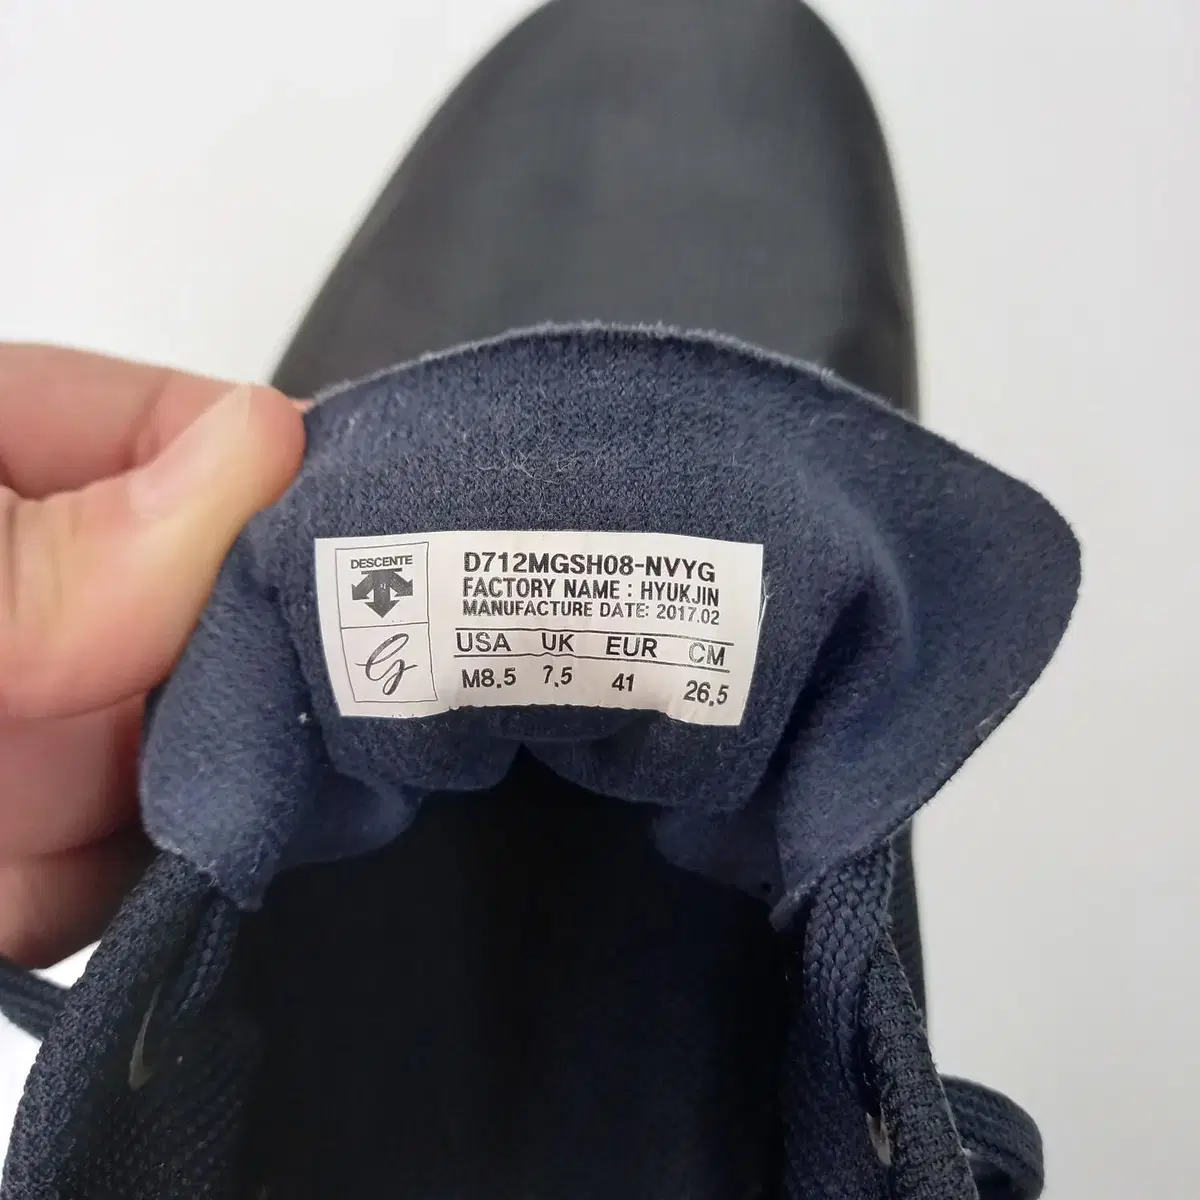 DESCENTE
G
D712MGSH08-NVYG
FACTORY NAME : HYUKJIN
MANUFACTURE DATE: 2017.02
USA UK EUR CM
M8.5 7.5 41 26.5